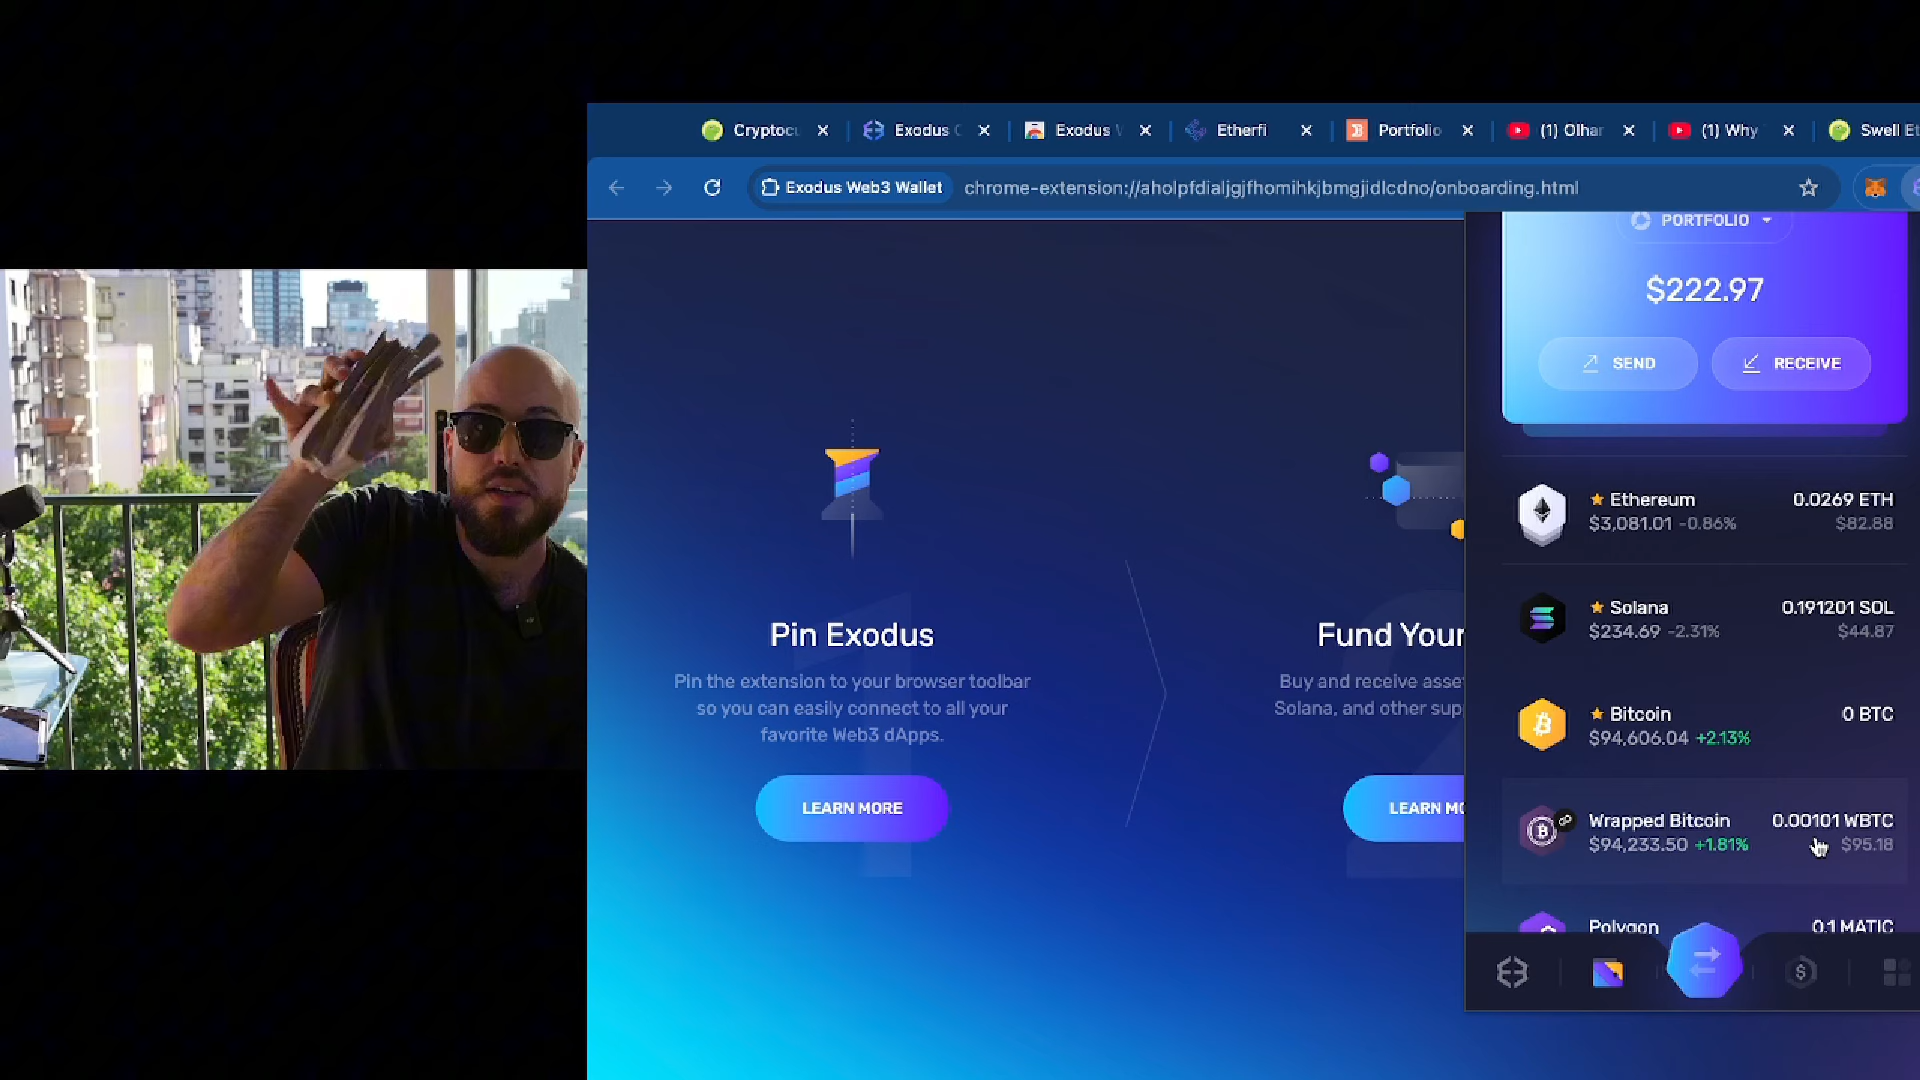 Cryptocu
Exodus C
Exodus W
Etherfi
Portfolio
(1) Olhar
(1) Why
Swell Et
Exodus Web3 Wallet
chrome-extension://aholpfdialjgjfhomihkjbmgjidlcdno/onboarding.html
PORTFOLIO
$222.97
SEND
RECEIVE
Ethereum
0.0269 ETH
$3,081.01 -0.86%
$82.88
Solana
0.191201 SOL
$234.69 -2.31%
$44.87
Bitcoin
0 BTC
$94,606.04 +2.13%
Wrapped Bitcoin
0.00101 WBTC
$94,233.50 +1.81%
$95.18
Polygon
0.1 MATIC
1
Pin Exodus
Pin the extension to your browser toolbar
so you can easily connect to all your
favorite Web3 dApps.
LEARN MORE
2
Fund Your
Buy and receive asse
Solana, and other sup
LEARN MO